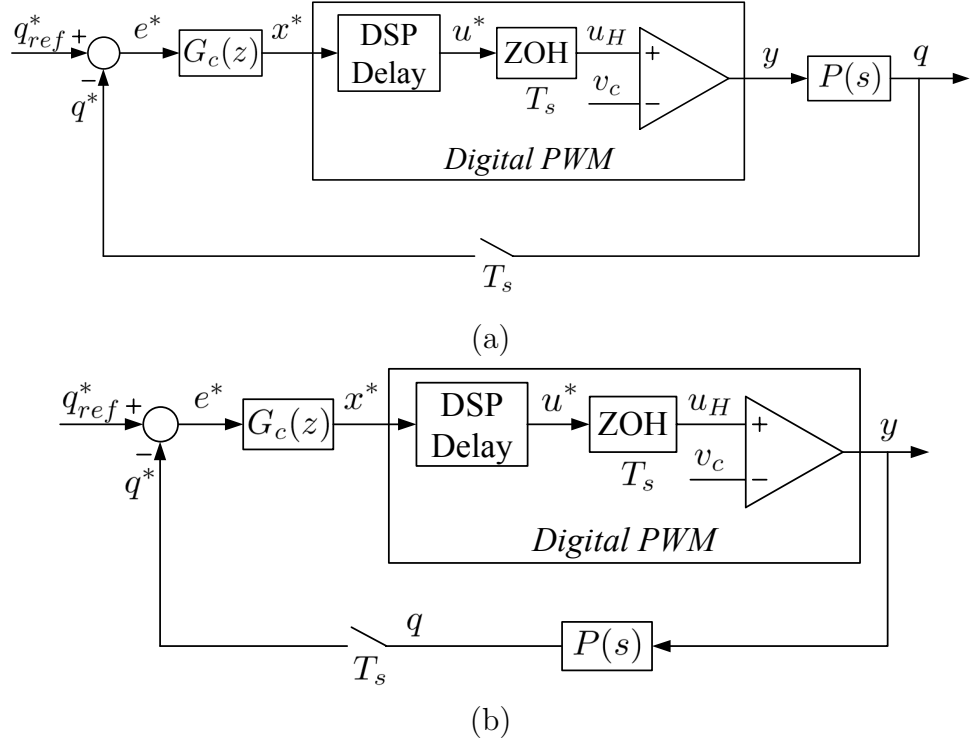 q*ref + e* Gc(z) x* DSP Delay u* ZOH uH + y P(s) q
− q* Ts vc −
Digital PWM
Ts
(a)
q*ref + e* Gc(z) x* DSP Delay u* ZOH uH + y
− q* Ts vc −
Digital PWM
q P(s)
Ts
(b)